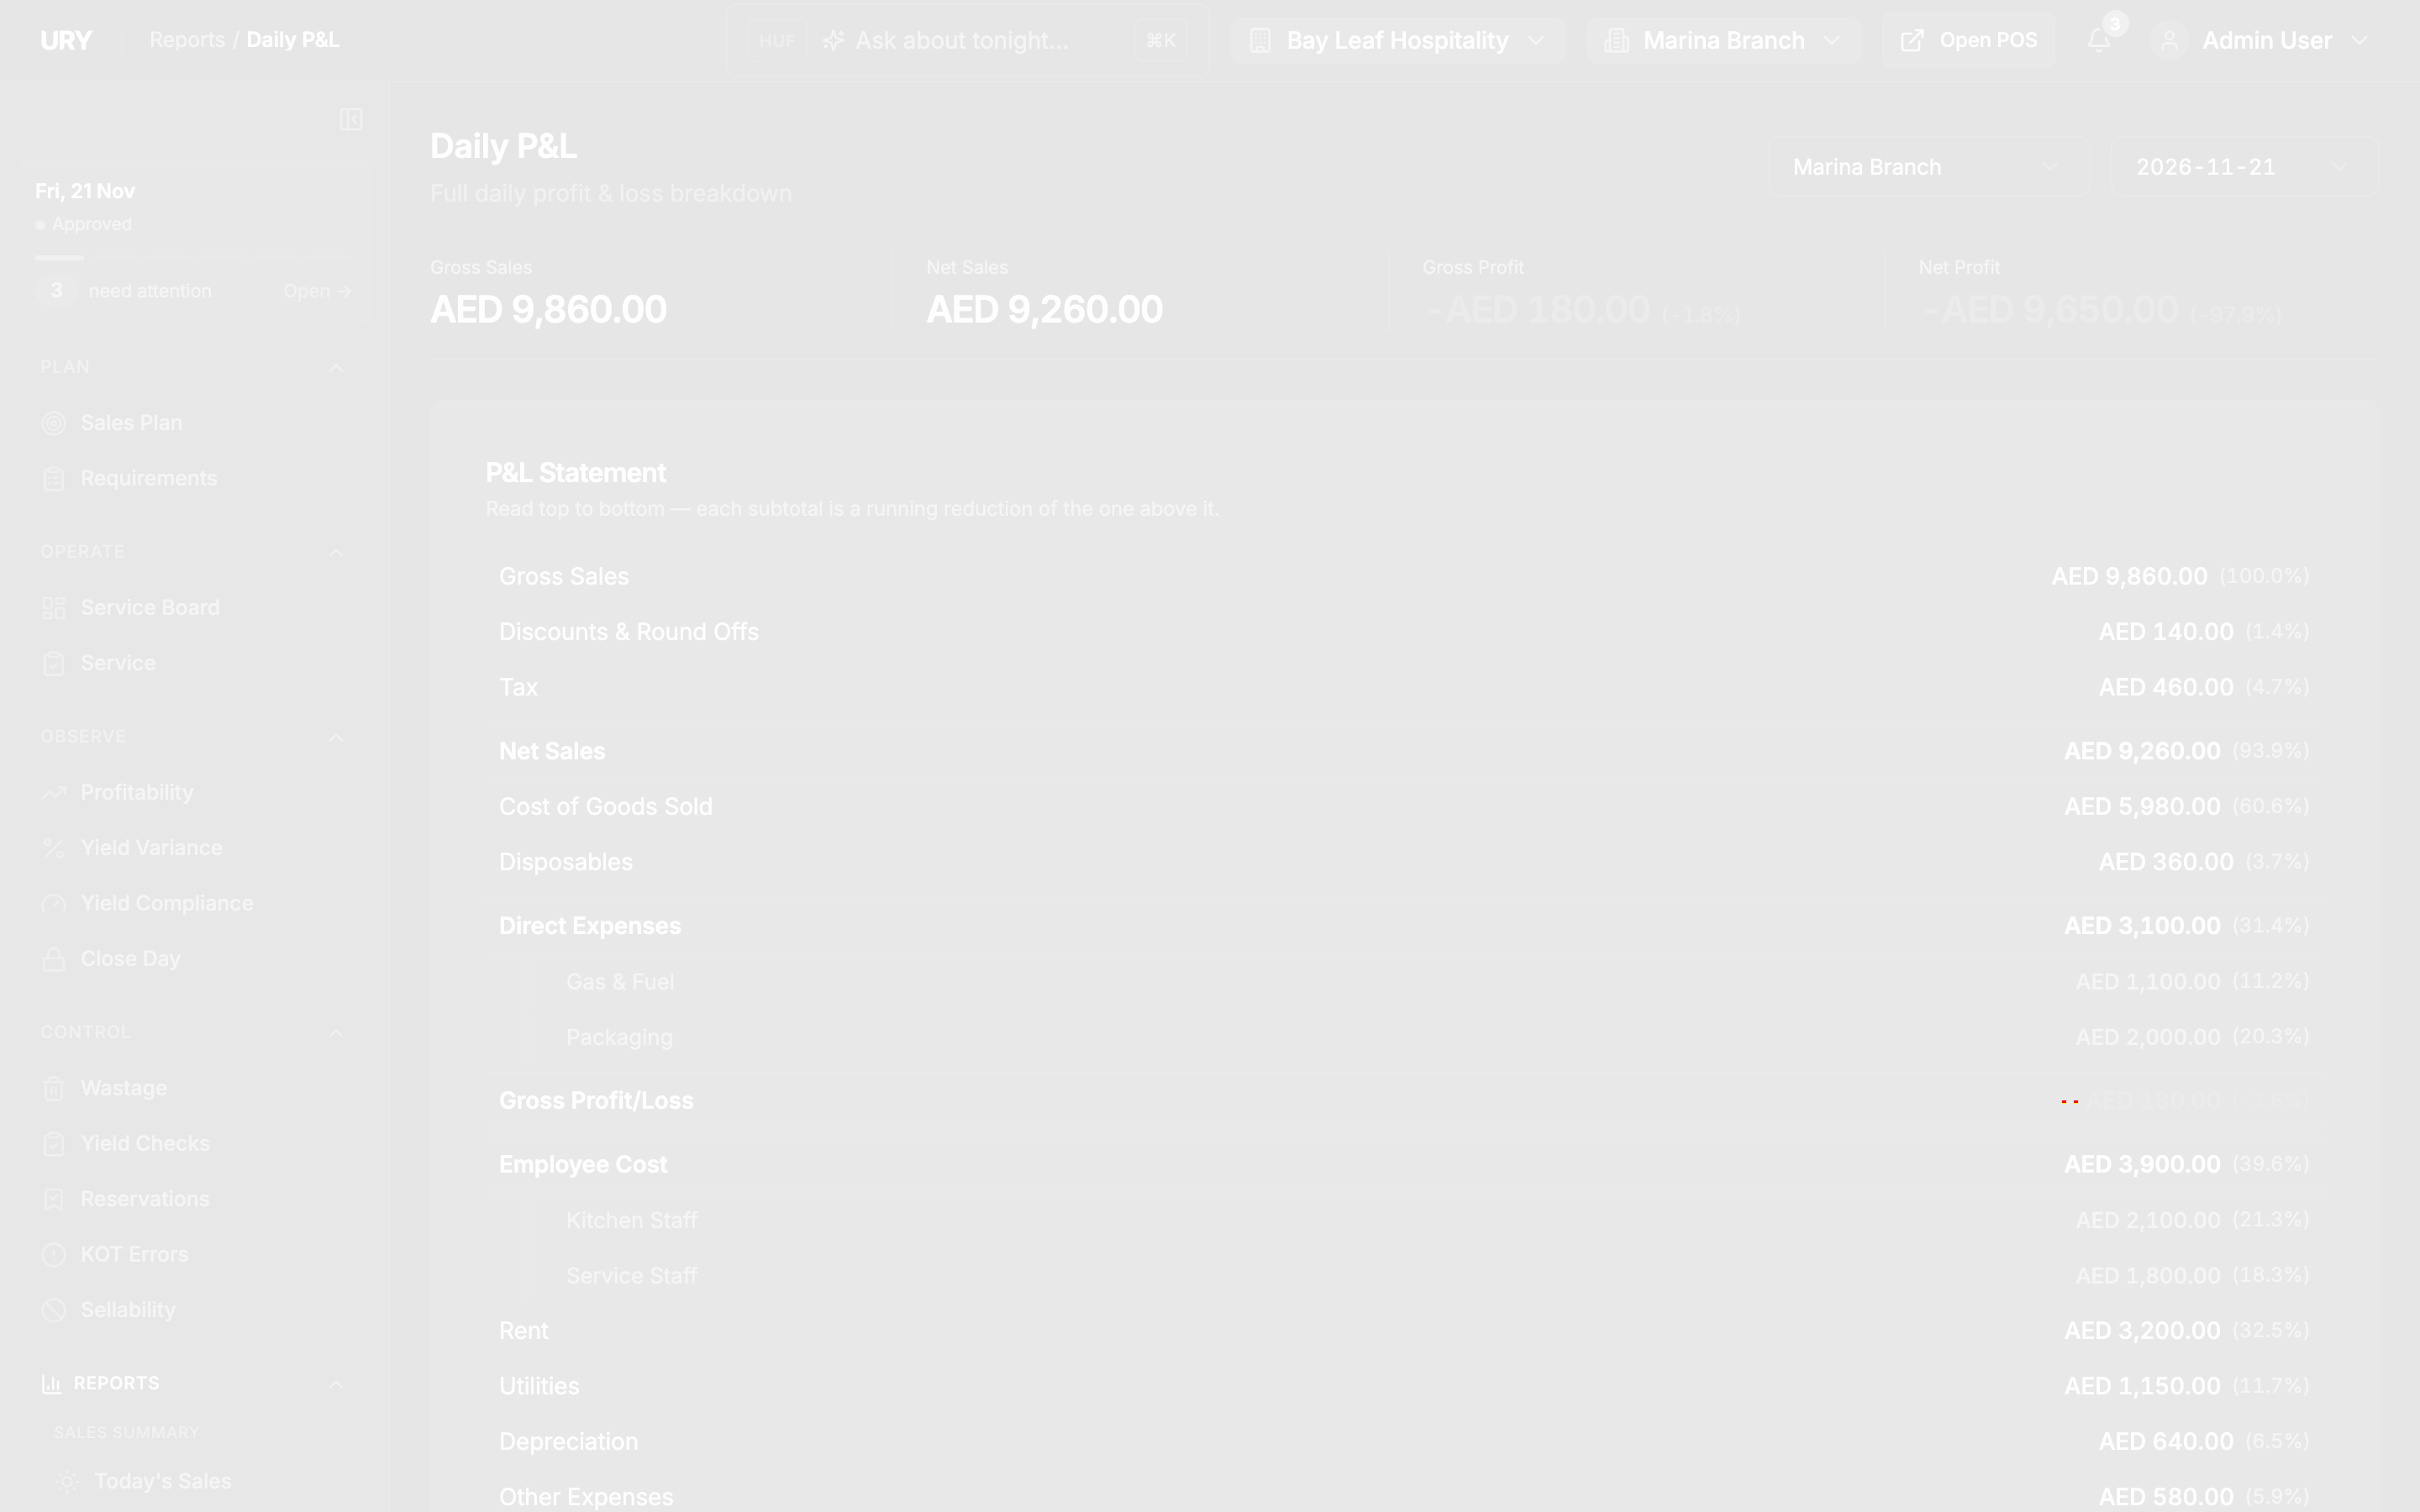 URY
Reports / Daily P&L
HUF
Ask about tonight...
⌘K
Bay Leaf Hospitality
Marina Branch
Open POS
3
Admin User
Fri, 21 Nov
Approved
3 need attention
Open →
PLAN
Sales Plan
Requirements
OPERATE
Service Board
Service
OBSERVE
Profitability
Yield Variance
Yield Compliance
Close Day
CONTROL
Wastage
Yield Checks
Reservations
KOT Errors
Sellability
REPORTS
SALES SUMMARY
Today's Sales
Daily P&L
Full daily profit & loss breakdown
Marina Branch
2026-11-21
Gross Sales
AED 9,860.00
Net Sales
AED 9,260.00
Gross Profit
-AED 180.00 (-1.8%)
Net Profit
-AED 9,650.00 (-97.9%)
P&L Statement
Read top to bottom — each subtotal is a running reduction of the one above it.
Gross Sales AED 9,860.00 (100.0%)
Discounts & Round Offs AED 140.00 (1.4%)
Tax AED 460.00 (4.7%)
Net Sales AED 9,260.00 (93.9%)
Cost of Goods Sold AED 5,980.00 (60.6%)
Disposables AED 360.00 (3.7%)
Direct Expenses AED 3,100.00 (31.4%)
Gas & Fuel AED 1,100.00 (11.2%)
Packaging AED 2,000.00 (20.3%)
Gross Profit/Loss --AED 180.00
Employee Cost AED 3,900.00 (39.6%)
Kitchen Staff AED 2,100.00 (21.3%)
Service Staff AED 1,800.00 (18.3%)
Rent AED 3,200.00 (32.5%)
Utilities AED 1,150.00 (11.7%)
Depreciation AED 640.00 (6.5%)
Other Expenses AED 580.00 (5.9%)